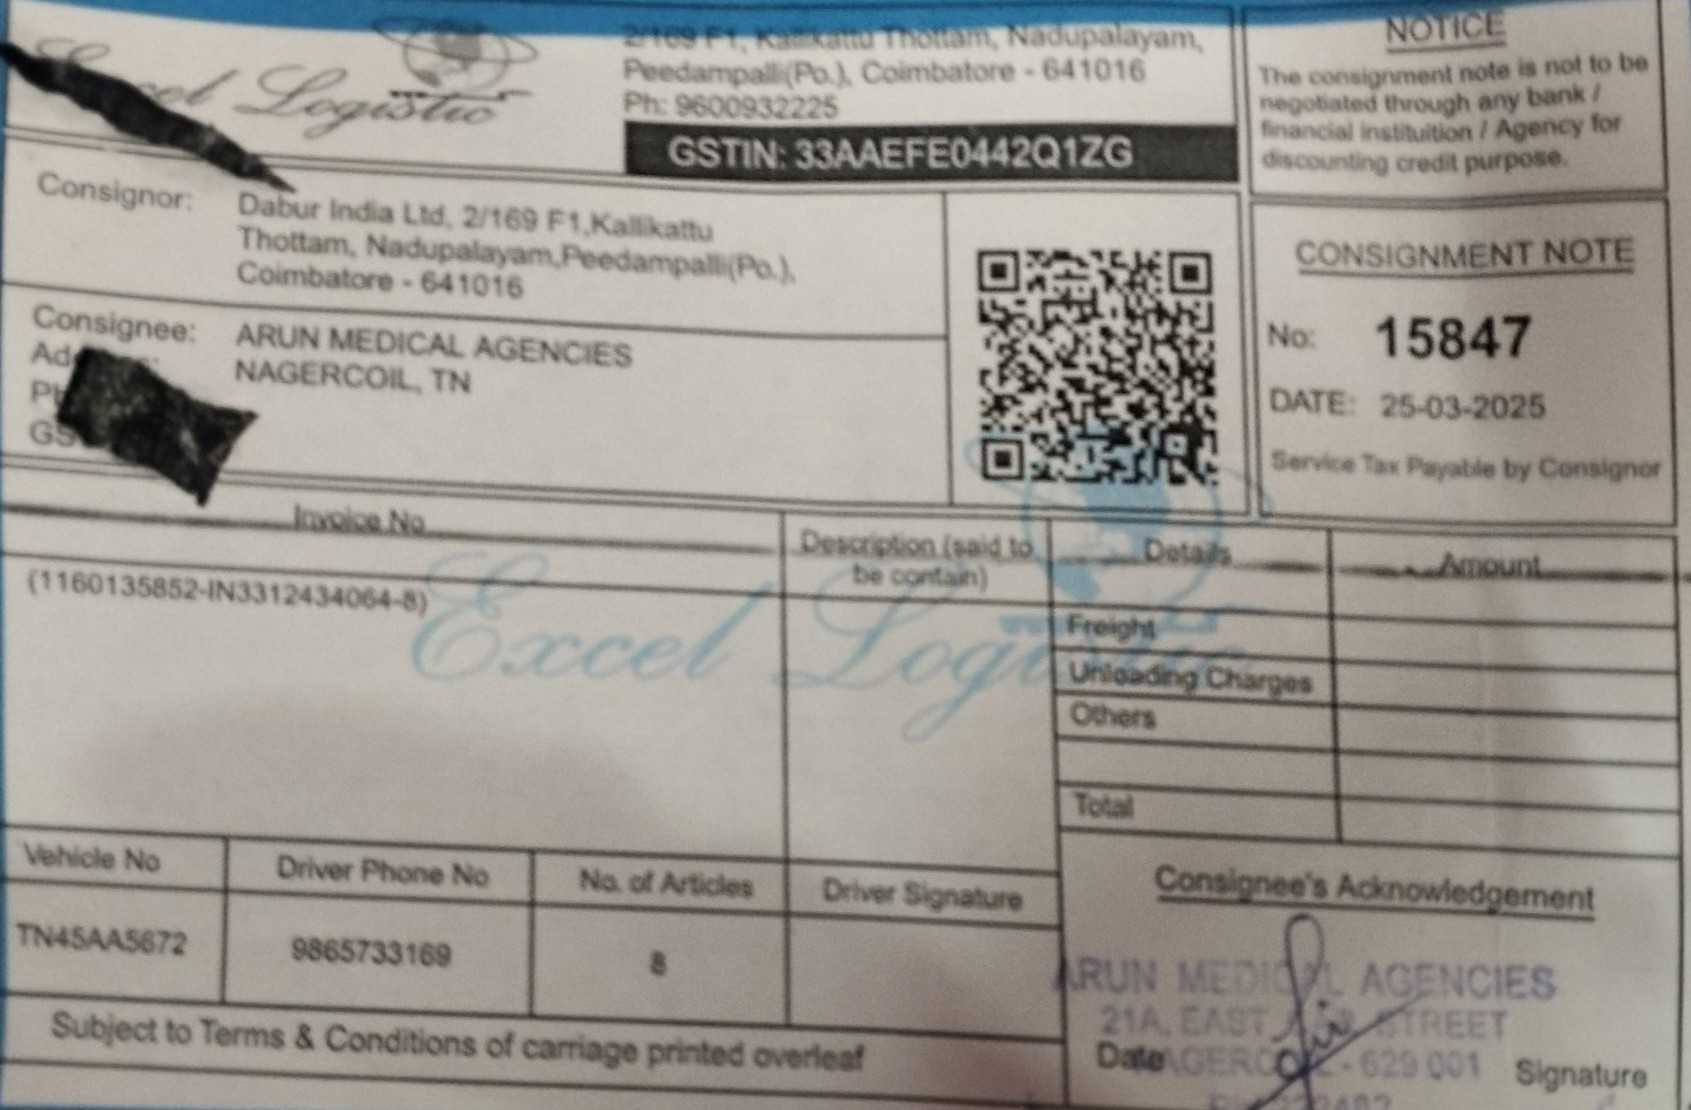 Excel Logistic
2/169 F1, Kallikattu Thottam, Nadupalayam,
Peedampalli(Po.), Coimbatore - 641016
Ph: 9600932225
GSTIN: 33AAEFE0442Q1ZG
NOTICE
The consignment note is not to be
negotiated through any bank /
financial instituition / Agency for
discounting credit purpose.
Consignor: Dabur India Ltd, 2/169 F1,Kallikattu
Thottam, Nadupalayam,Peedampalli(Po.),
Coimbatore - 641016
CONSIGNMENT NOTE
No: 15847
DATE: 25-03-2025
Service Tax Payable by Consignor
Consignee: ARUN MEDICAL AGENCIES
NAGERCOIL, TN
Invoice No
Description (said to
be contain)
Details
Amount
(1160135852-IN3312434064-8)
Excel Logistic
Freight
Unloading Charges
Others
Total
Vehicle No
Driver Phone No
No. of Articles
Driver Signature
TN45AA5672
9865733169
8
Consignee's Acknowledgement
ARUN MEDICAL AGENCIES
21A, EAST STREET
629 001
Date
Signature
Subject to Terms & Conditions of carriage printed overleaf